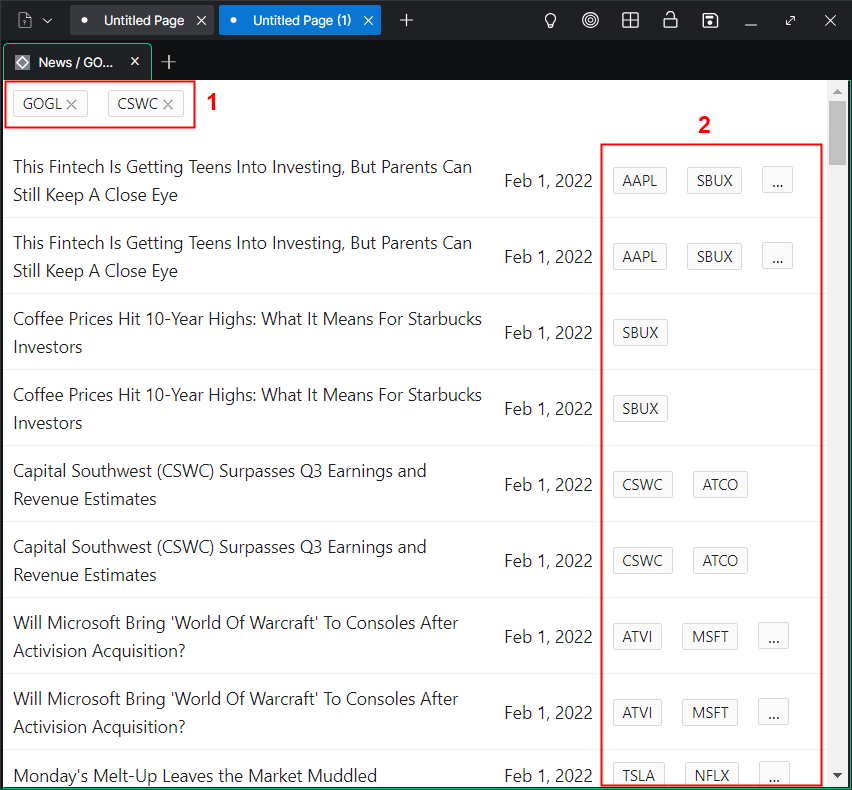 Untitled Page
Untitled Page (1)
News / GO...
GOGL CSWC 1
2
This Fintech Is Getting Teens Into Investing, But Parents Can
Still Keep A Close Eye
Feb 1, 2022 AAPL SBUX ...
This Fintech Is Getting Teens Into Investing, But Parents Can
Still Keep A Close Eye
Feb 1, 2022 AAPL SBUX ...
Coffee Prices Hit 10-Year Highs: What It Means For Starbucks
Investors
Feb 1, 2022 SBUX
Coffee Prices Hit 10-Year Highs: What It Means For Starbucks
Investors
Feb 1, 2022 SBUX
Capital Southwest (CSWC) Surpasses Q3 Earnings and
Revenue Estimates
Feb 1, 2022 CSWC ATCO
Capital Southwest (CSWC) Surpasses Q3 Earnings and
Revenue Estimates
Feb 1, 2022 CSWC ATCO
Will Microsoft Bring 'World Of Warcraft' To Consoles After
Activision Acquisition?
Feb 1, 2022 ATVI MSFT ...
Will Microsoft Bring 'World Of Warcraft' To Consoles After
Activision Acquisition?
Feb 1, 2022 ATVI MSFT ...
Monday's Melt-Up Leaves the Market Muddled Feb 1, 2022 TSLA NFLX ...